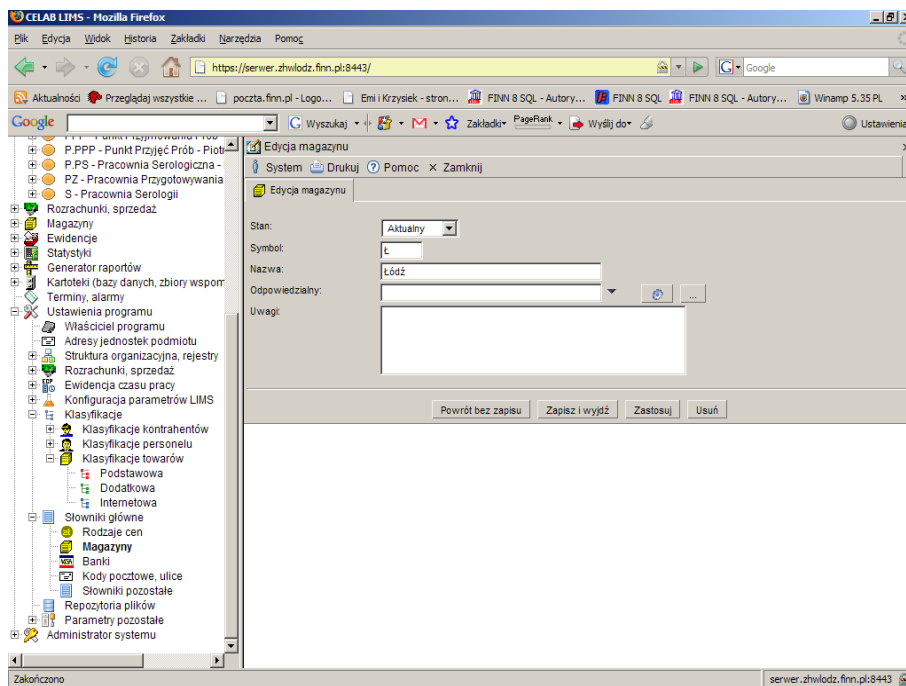 CELAB LIMS - Mozilla Firefox
Plik Edycja Widok Historia Zakładki Narzędzia Pomoc
https://serwer.zhwlodz.finn.pl:8443/
Google
Aktualności Przeglądaj wszystkie ... poczta.finn.pl - Logo... Emi i Krzysiek - stron... FINN 8 SQL - Autory... FINN 8 SQL FINN 8 SQL - Autory... Winamp 5.35 PL »
Google Wyszukaj Zakładki PageRank Wyślij do Ustawienia
P.PPP - Punkt Przyjęć Prób - Piotr
P.PS - Pracownia Serologiczna -
PZ - Pracownia Przygotowywania
S - Pracownia Serologii
Rozrachunki, sprzedaż
Magazyny
Ewidencje
Statystyki
Generator raportów
Kartoteki (bazy danych, zbiory wspom
Terminy, alarmy
Ustawienia programu
Właściciel programu
Adresy jednostek podmiotu
Struktura organizacyjna, rejestry
Rozrachunki, sprzedaż
Ewidencja czasu pracy
Konfiguracja parametrów LIMS
Klasyfikacje
Klasyfikacje kontrahentów
Klasyfikacje personelu
Klasyfikacje towarów
Podstawowa
Dodatkowa
Internetowa
Słowniki główne
Rodzaje cen
Magazyny
Banki
Kody pocztowe, ulice
Słowniki pozostałe
Repozytoria plików
Parametry pozostałe
Administrator systemu
Edycja magazynu
System Drukuj Pomoc Zamknij
Edycja magazynu
Stan: Aktualny
Symbol: Ł
Nazwa: Łódź
Odpowiedzialny: ...
Uwagi:
Powrót bez zapisu Zapisz i wyjdź Zastosuj Usuń
Zakończono serwer.zhwlodz.finn.pl:8443